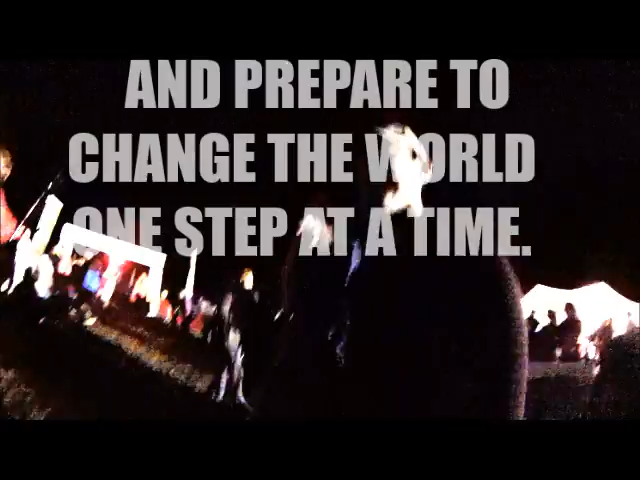 AND PREPARE TO
CHANGE THE WORLD
ONE STEP AT A TIME.